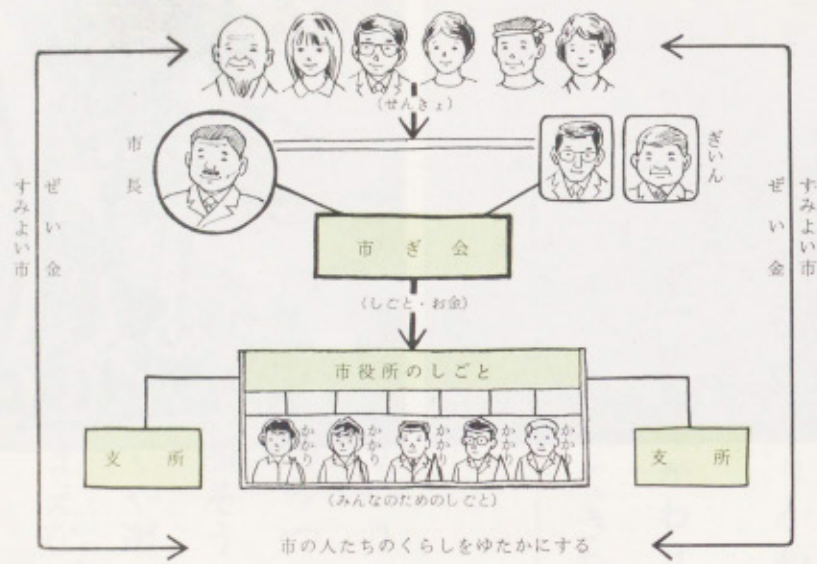 （せんきょ）
市長
ぎいん
すみよい市
ぜい金
ぜい金
すみよい市
市ぎ会
（しごと・お金）
市役所のしごと
支所
かかり
かかり
かかり
かかり
かかり
支所
（みんなのためのしごと）
市の人たちのくらしをゆたかにする